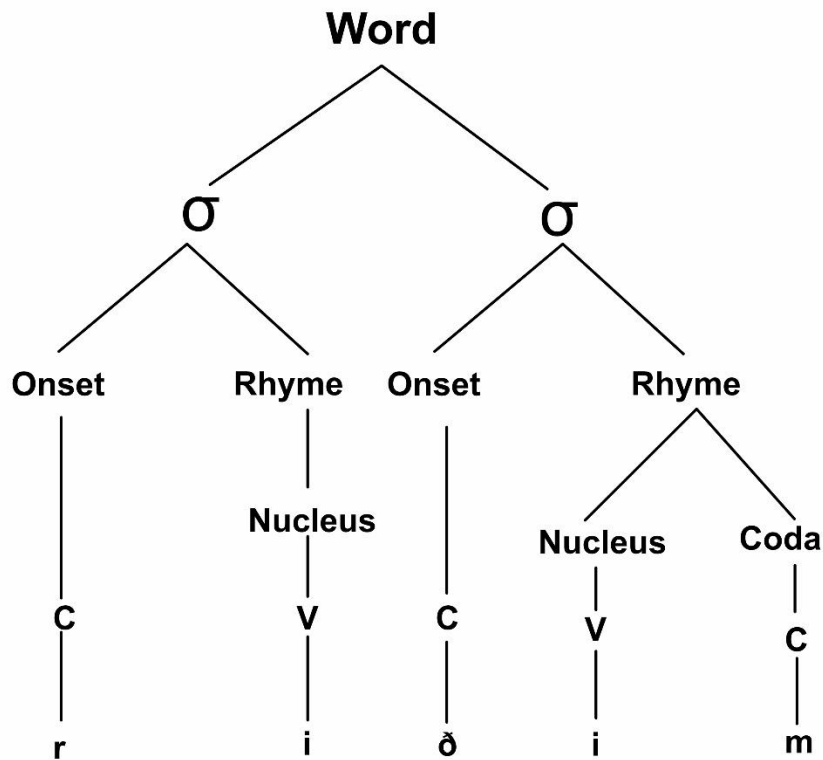 Word
σ σ
Onset Rhyme Onset Rhyme
Nucleus Nucleus Coda
C V C V C
r i ð i m